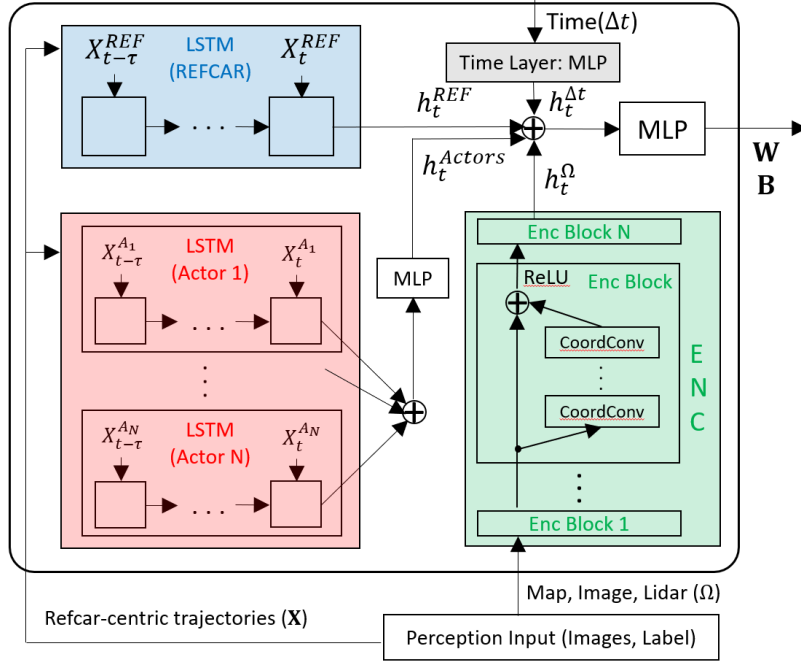 Time(Δt)
LSTM
(REFCAR)
X_{t-τ}^{REF}
X_t^{REF}
. . .
Time Layer: MLP
h_t^{REF}
h_t^{Δt}
MLP
W
B
h_t^{Actors}
h_t^{Ω}
LSTM
(Actor 1)
X_{t-τ}^{A_1}
X_t^{A_1}
. . .
MLP
LSTM
(Actor N)
X_{t-τ}^{A_N}
X_t^{A_N}
. . .
Enc Block N
ReLU
Enc Block
CoordConv
CoordConv
E
N
C
Enc Block 1
Map, Image, Lidar (Ω)
Refcar-centric trajectories (X)
Perception Input (Images, Label)